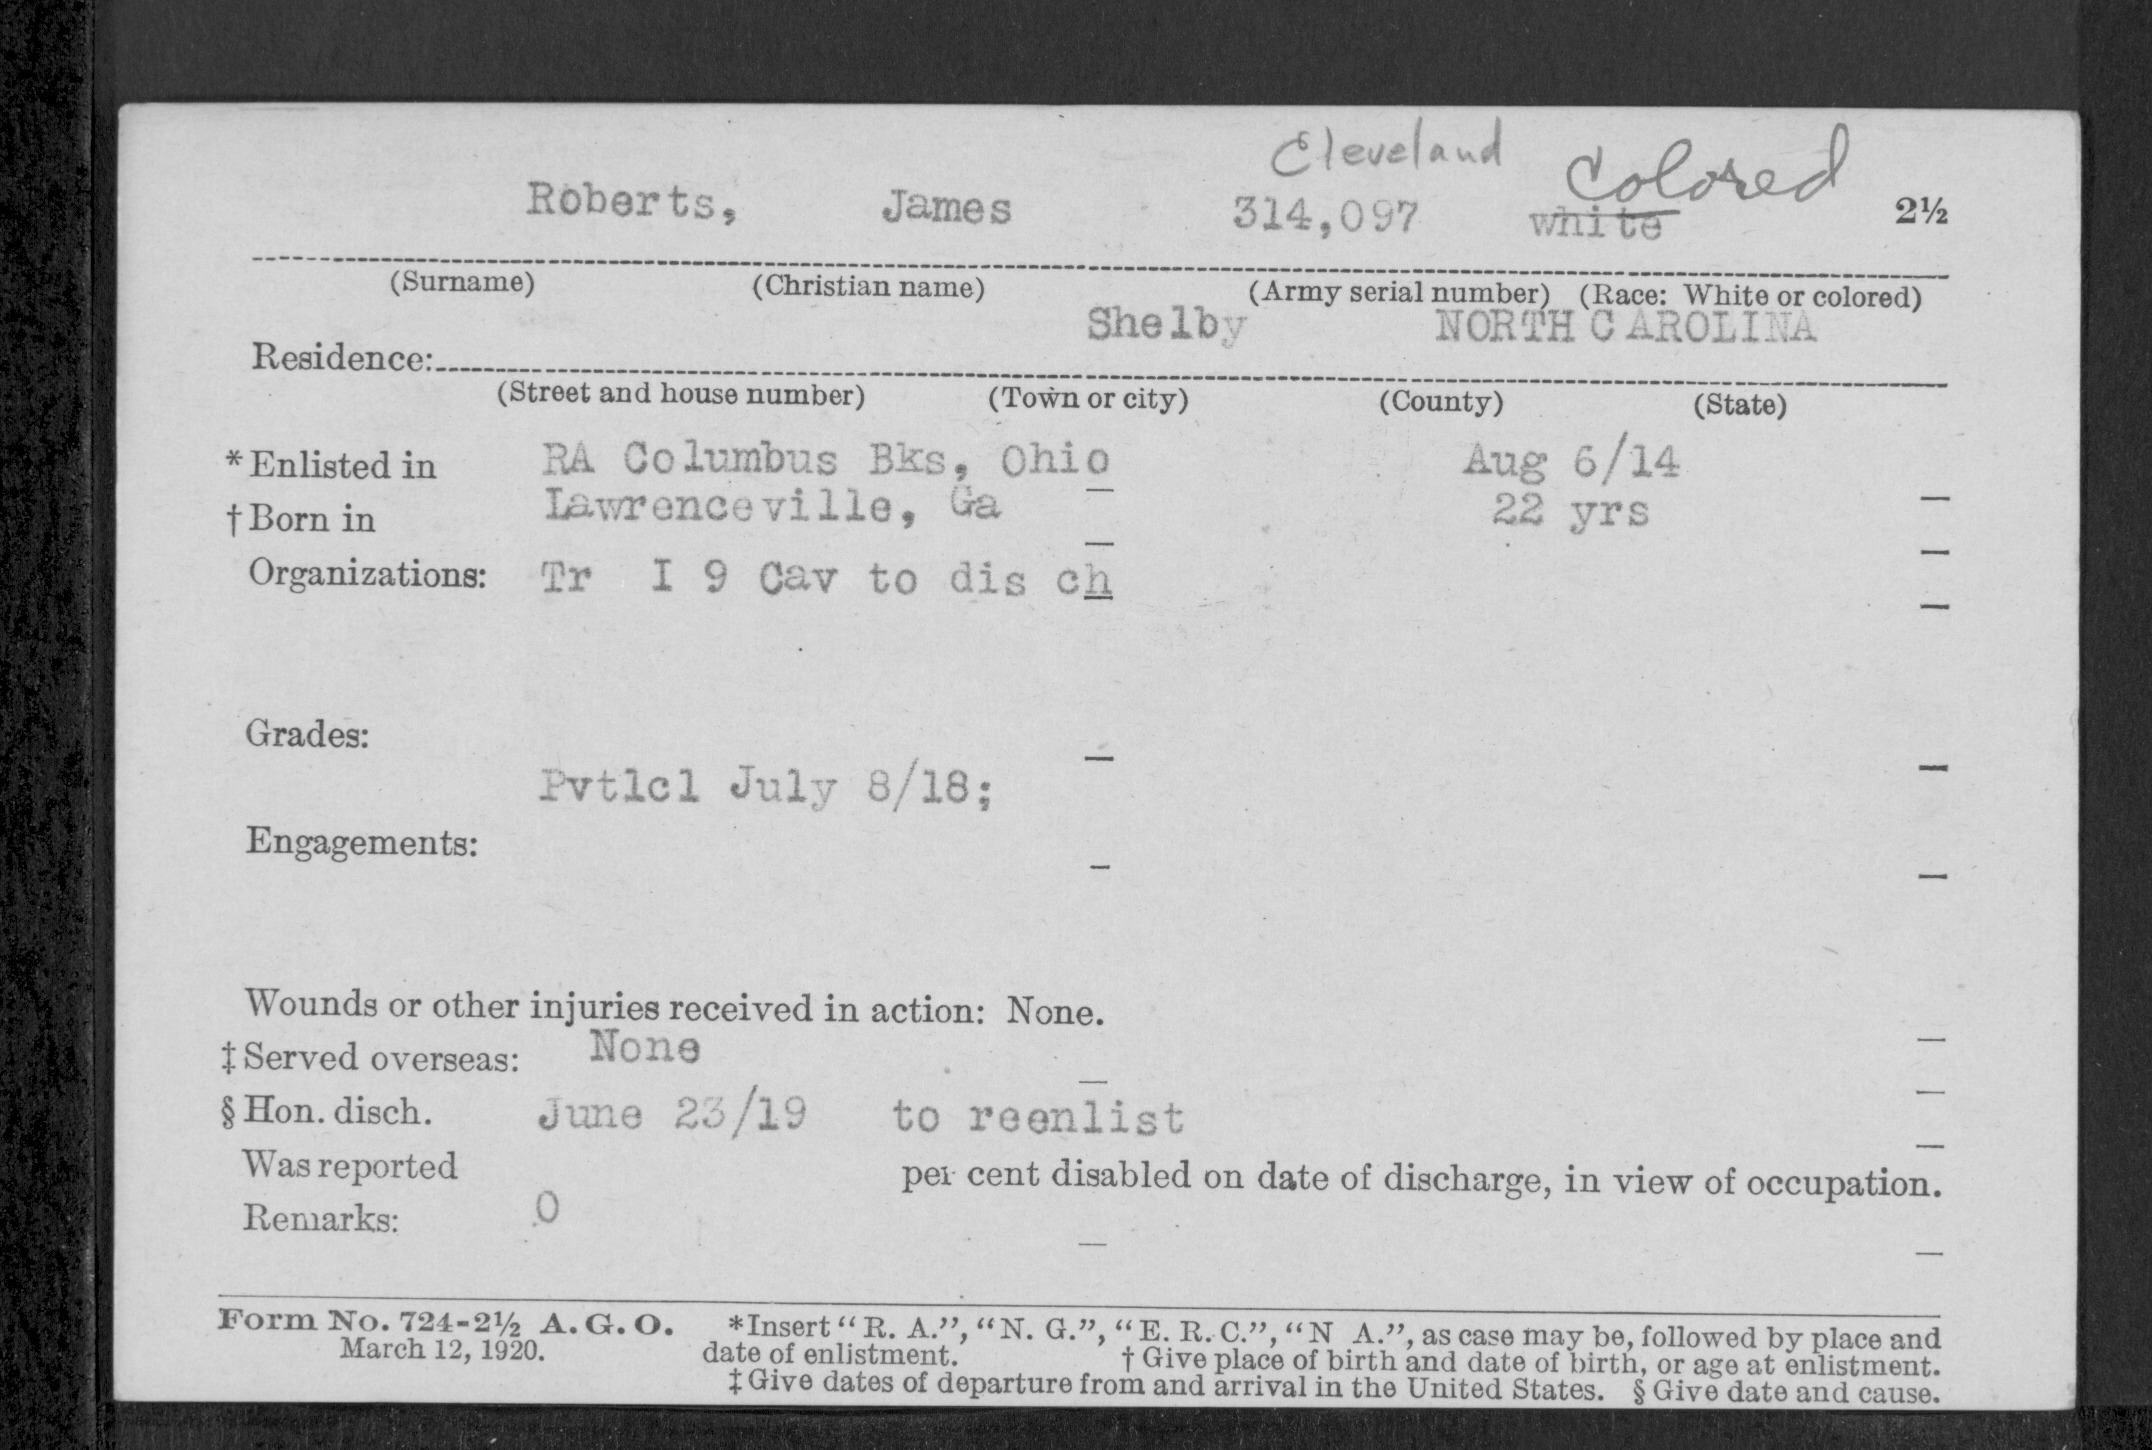 Cleveland
Colored
Roberts, James 314,097 white 2½
(Surname) (Christian name) (Army serial number) (Race: White or colored)
Shelby NORTH CAROLINA
Residence:
(Street and house number) (Town or city) (County) (State)
*Enlisted in RA Columbus Bks, Ohio Aug 6/14
†Born in Lawrenceville, Ga 22 yrs
Organizations: Tr I 9 Cav to dis ch
Grades:
Pvt1cl July 8/18;
Engagements:
Wounds or other injuries received in action: None.
‡Served overseas: None
§Hon. disch. June 23/19 to reenlist
Was reported per cent disabled on date of discharge, in view of occupation.
Remarks: 0
Form No. 724-2½ A. G. O. *Insert “R. A.”, “N. G.”, “E. R. C.”, “N A.”, as case may be, followed by place and
March 12, 1920. date of enlistment. †Give place of birth and date of birth, or age at enlistment.
‡Give dates of departure from and arrival in the United States. §Give date and cause.